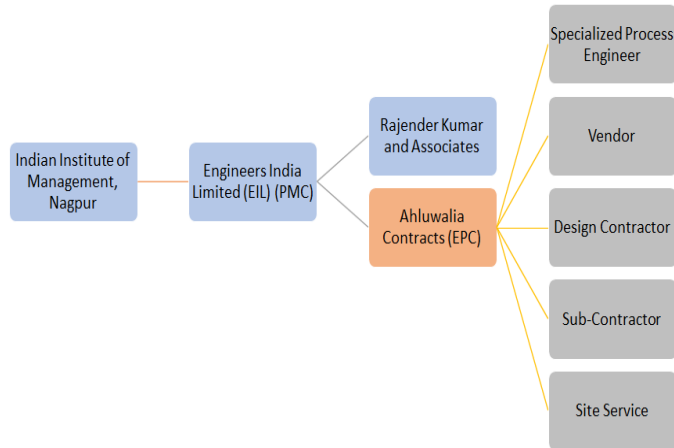 Indian Institute of
Management,
Nagpur
Engineers India
Limited (EIL) (PMC)
Rajender Kumar
and Associates
Ahluwalia
Contracts (EPC)
Specialized Process
Engineer
Vendor
Design Contractor
Sub-Contractor
Site Service